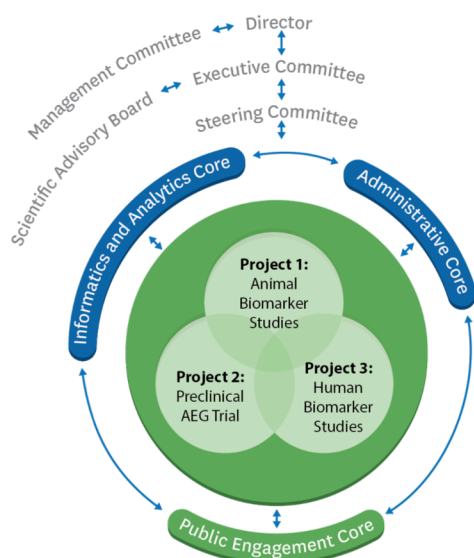 Director
Management Committee
Executive Committee
Scientific Advisory Board
Steering Committee
Informatics and Analytics Core
Administrative Core
Project 1:
Animal
Biomarker
Studies
Project 2:
Preclinical
AEG Trial
Project 3:
Human
Biomarker
Studies
Public Engagement Core